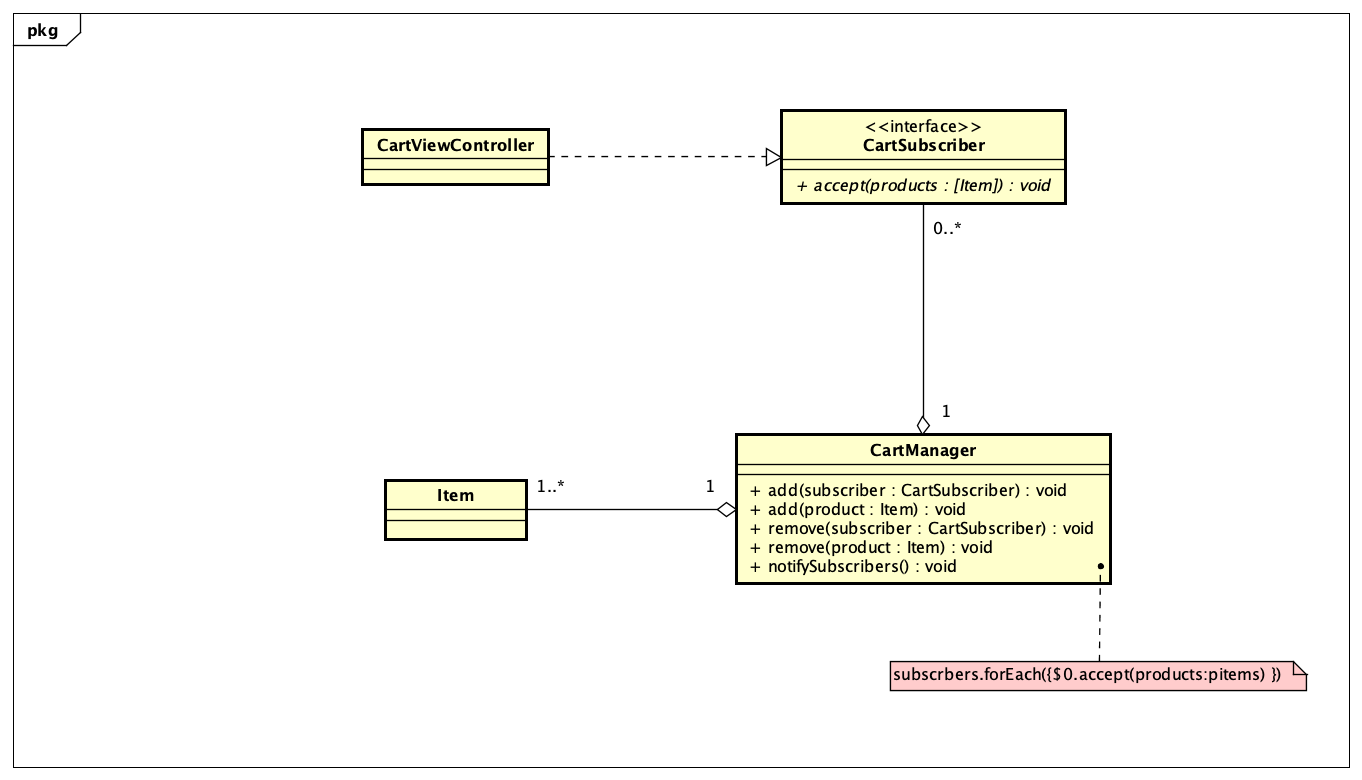 pkg
CartViewController
<<interface>>
CartSubscriber
+ accept(products : [Item]) : void
0..*
1
CartManager
+ add(subscriber : CartSubscriber) : void
+ add(product : Item) : void
+ remove(subscriber : CartSubscriber) : void
+ remove(product : Item) : void
+ notifySubscribers() : void
Item
1..*
1
subscrbers.forEach({$0.accept(products:pitems) })